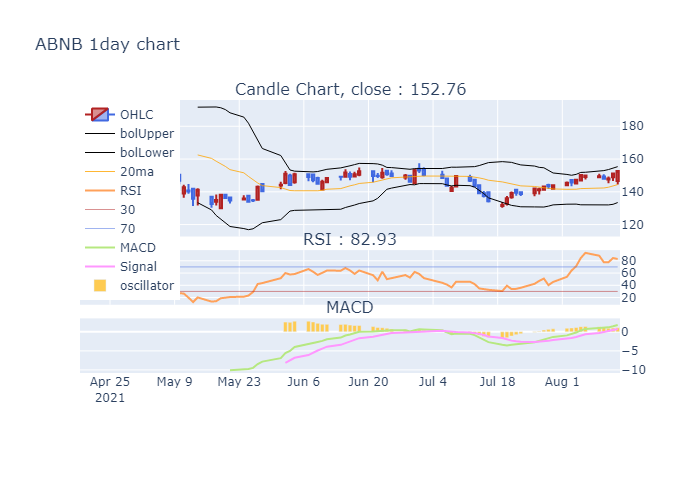 ABNB 1day chart
Candle Chart, close : 152.76
OHLC
bolUpper
bolLower
20ma
RSI
30
70
MACD
Signal
oscillator
180
160
140
120
RSI : 82.93
80
60
40
20
MACD
0
−5
−10
Apr 25
2021
May 9
May 23
Jun 6
Jun 20
Jul 4
Jul 18
Aug 1